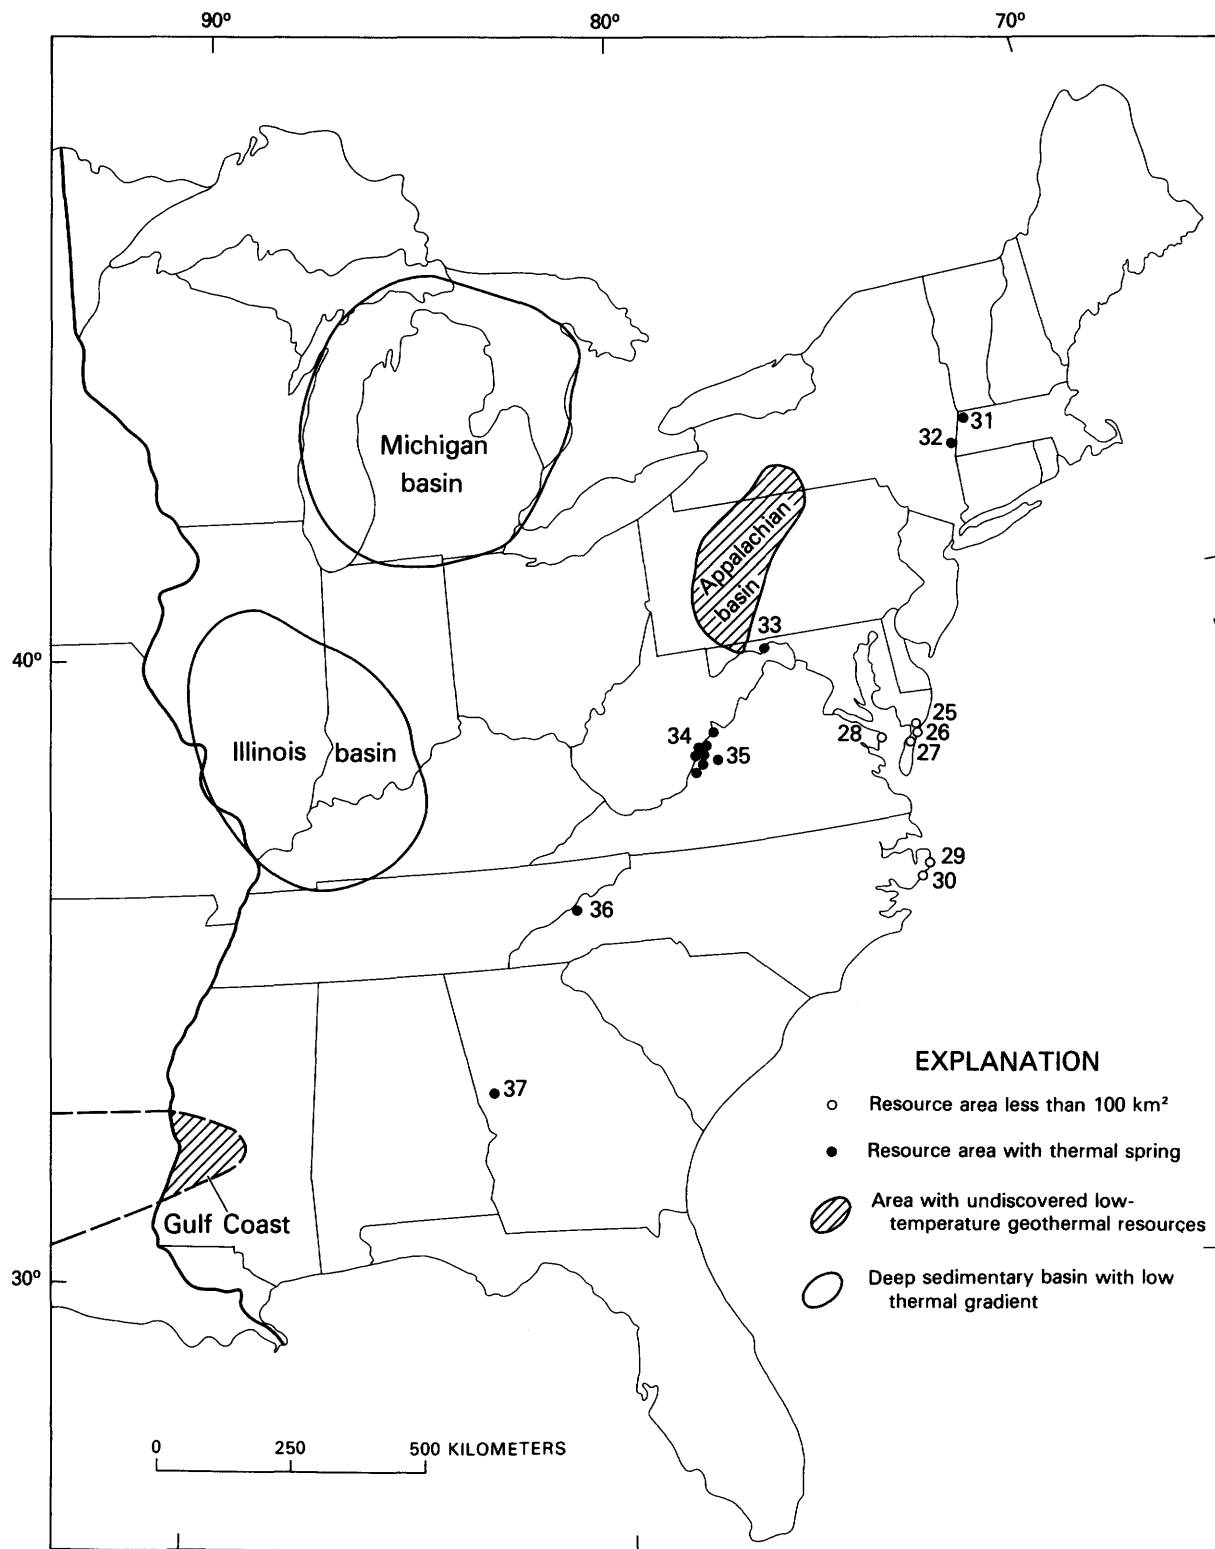 90°
80°
70°
31
32
Michigan
basin
Appalachian
basin
33
40°
25
26
27
28
34
35
Illinois basin
29
30
36
EXPLANATION
Resource area less than 100 km²
37
Resource area with thermal spring
Area with undiscovered low-
temperature geothermal resources
Gulf Coast
30°
Deep sedimentary basin with low
thermal gradient
0 250 500 KILOMETERS